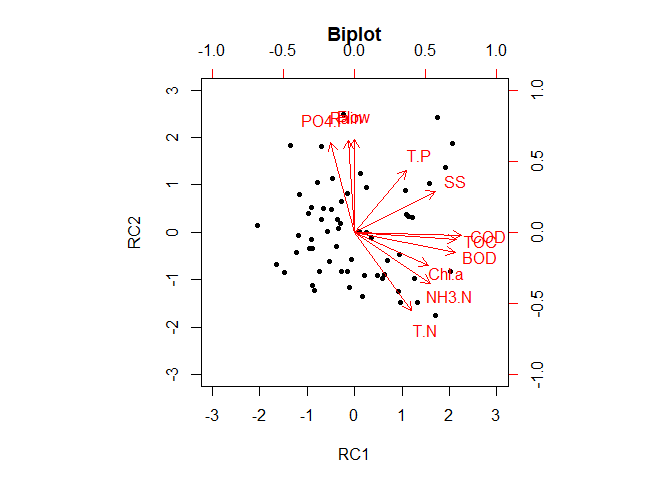 Biplot
-1.0 -0.5 0.0 0.5 1.0
3 2 1 0 -1 -2 -3
RC2
1.0 0.5 0.0 -0.5 -1.0
PO4.P
Flow
T.P
SS
COD
TOC
BOD
Chl.a
NH3.N
T.N
-3 -2 -1 0 1 2 3
RC1